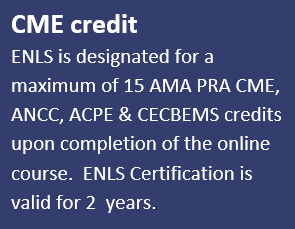 CME credit
ENLS is designated for a
maximum of 15 AMA PRA CME,
ANCC, ACPE & CECBEMS credits
upon completion of the online
course.  ENLS Certification is
valid for 2  years.